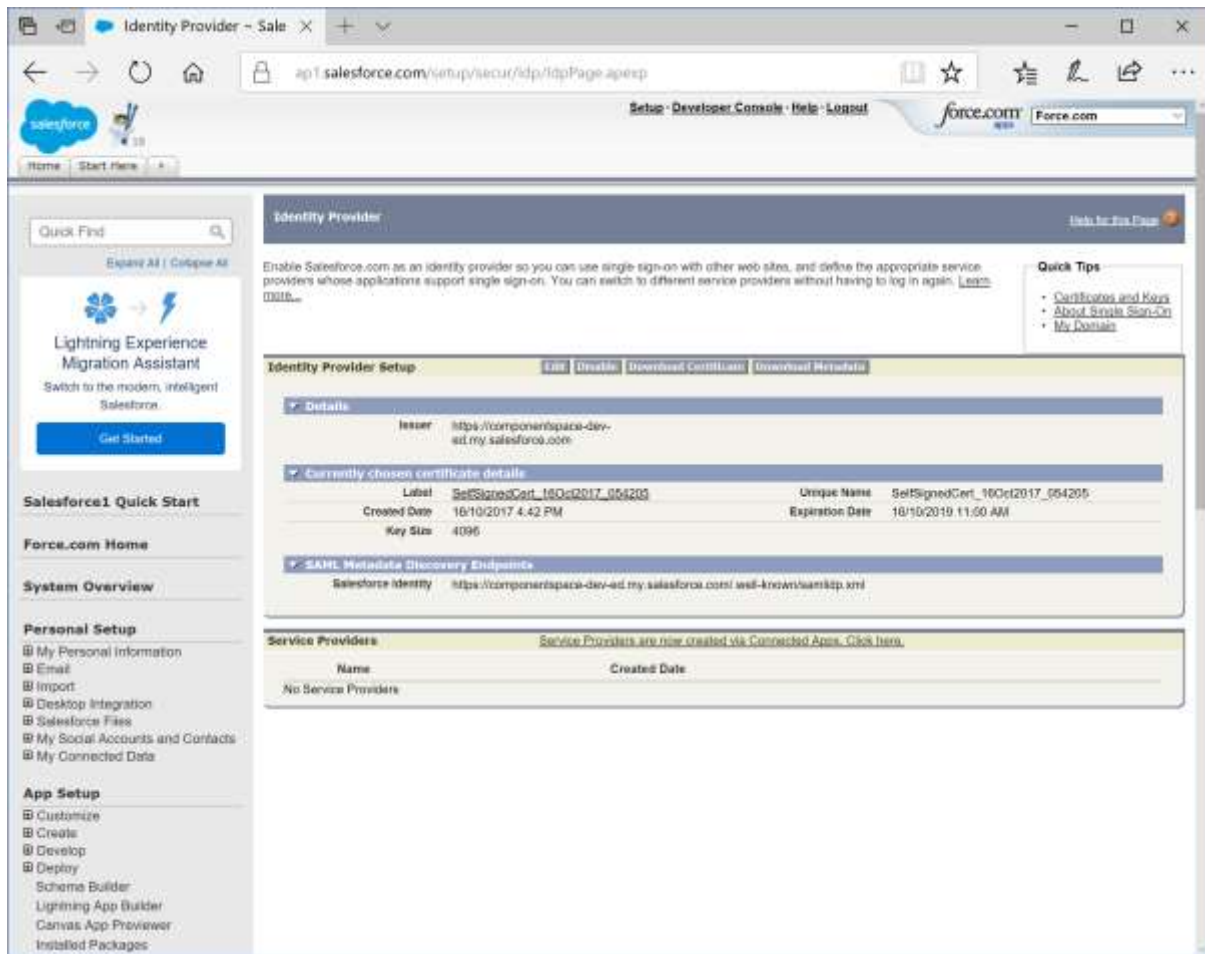 Identity Provider ~ Sale
ap1.salesforce.com/setup/secur/idp/IdpPage.apexp
salesforce
18
Setup · Developer Console · Help · Logout
force.com
apps
Force.com
Home
Start Here
+
Quick Find
Expand All | Collapse All
Lightning Experience
Migration Assistant
Switch to the modern, intelligent
Salesforce.
Get Started
Salesforce1 Quick Start
Force.com Home
System Overview
Personal Setup
My Personal Information
Email
Import
Desktop Integration
Salesforce Files
My Social Accounts and Contacts
My Connected Data
App Setup
Customize
Create
Develop
Deploy
Schema Builder
Lightning App Builder
Canvas App Previewer
Installed Packages
Identity Provider
Help for this Page
Enable Salesforce.com as an identity provider so you can use single sign-on with other web sites, and define the appropriate service
providers whose applications support single sign-on. You can switch to different service providers without having to log in again. Learn
more...
Quick Tips
• Certificates and Keys
• About Single Sign-On
• My Domain
Identity Provider Setup
Edit
Disable
Download Certificate
Download Metadata
Details
Issuer https://componentspace-dev-
ed.my.salesforce.com
Currently chosen certificate details
Label SelfSignedCert_16Oct2017_054205
Unique Name SelfSignedCert_16Oct2017_054205
Created Date 16/10/2017 4:42 PM
Expiration Date 16/10/2019 11:00 AM
Key Size 4096
SAML Metadata Discovery Endpoints
Salesforce Identity https://componentspace-dev-ed.my.salesforce.com/.well-known/samlidp.xml
Service Providers
Service Providers are now created via Connected Apps. Click here.
Name Created Date
No Service Providers